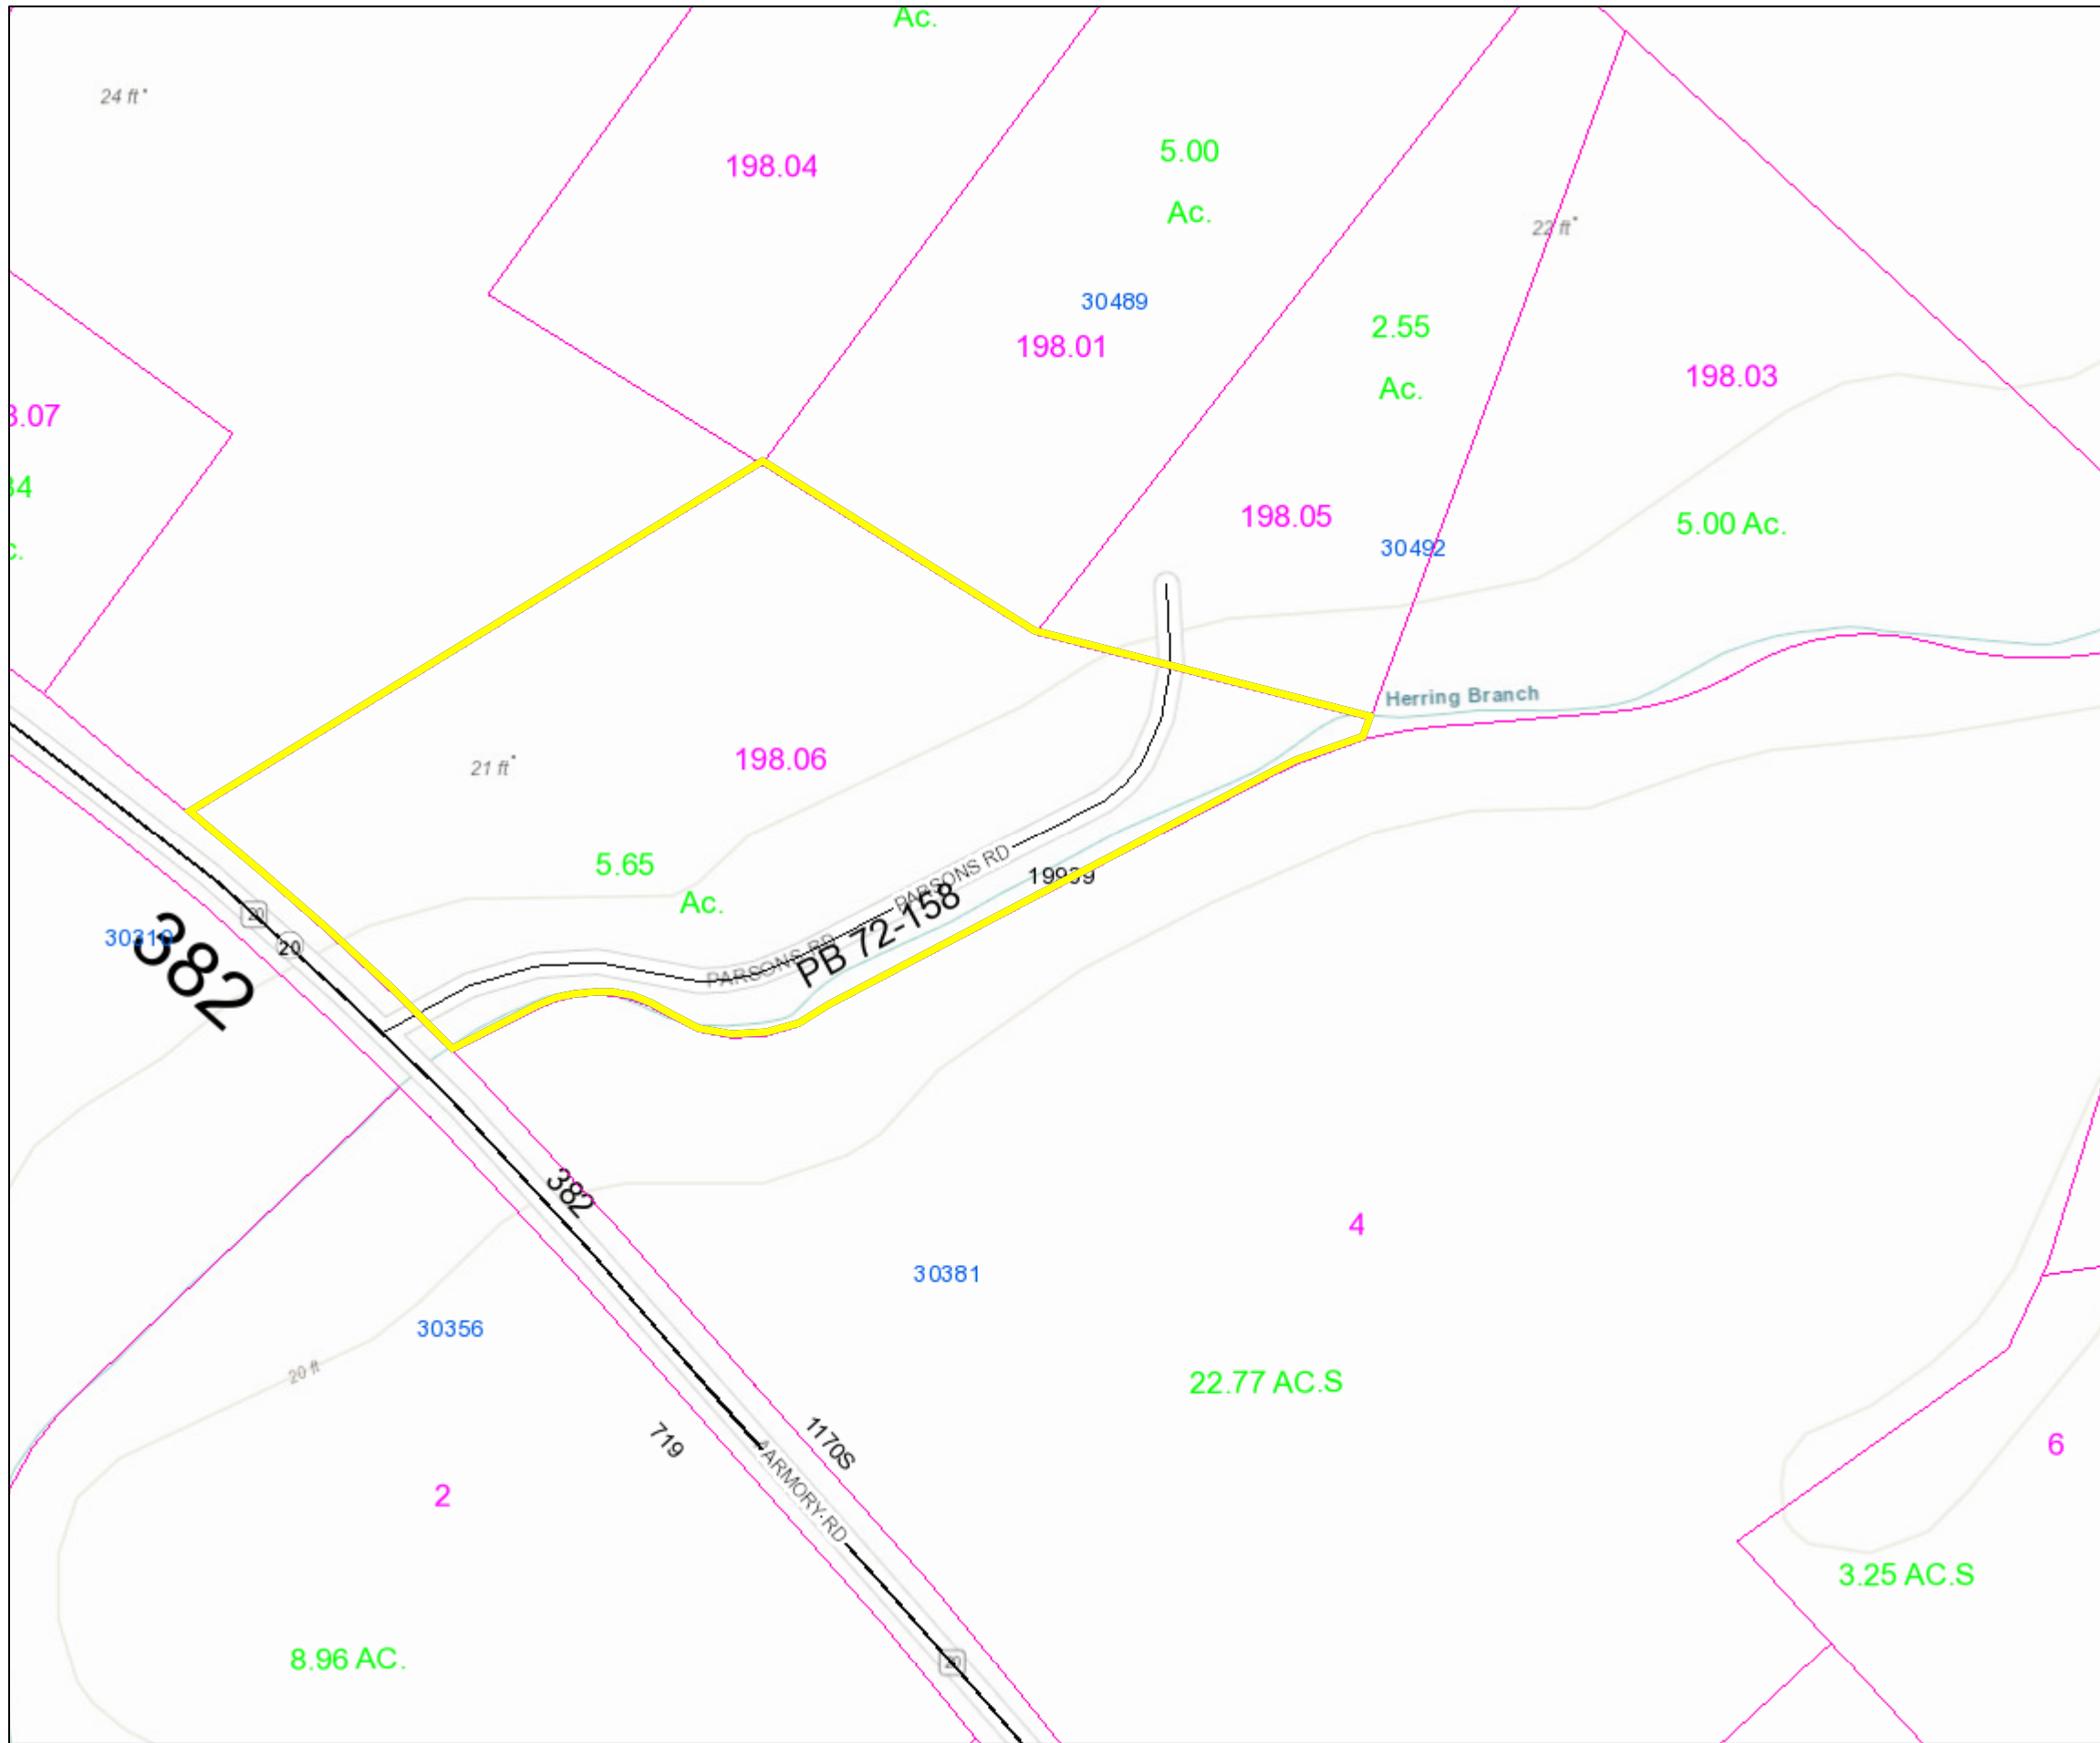 Ac.
24 ft
198.04
5.00
Ac.
22 ft
30489
2.55
198.01
Ac.
198.03
3.07
34
c.
198.05
5.00 Ac.
30492
Herring Branch
21 ft
198.06
5.65
Ac.
PARSONS RD
19939
PB 72-158
PARSONS RD
20
20
30310
382
382
4
30381
30356
20 ft
22.77 AC.S
719
1170S
ARMORY RD
6
2
3.25 AC.S
8.96 AC.
20